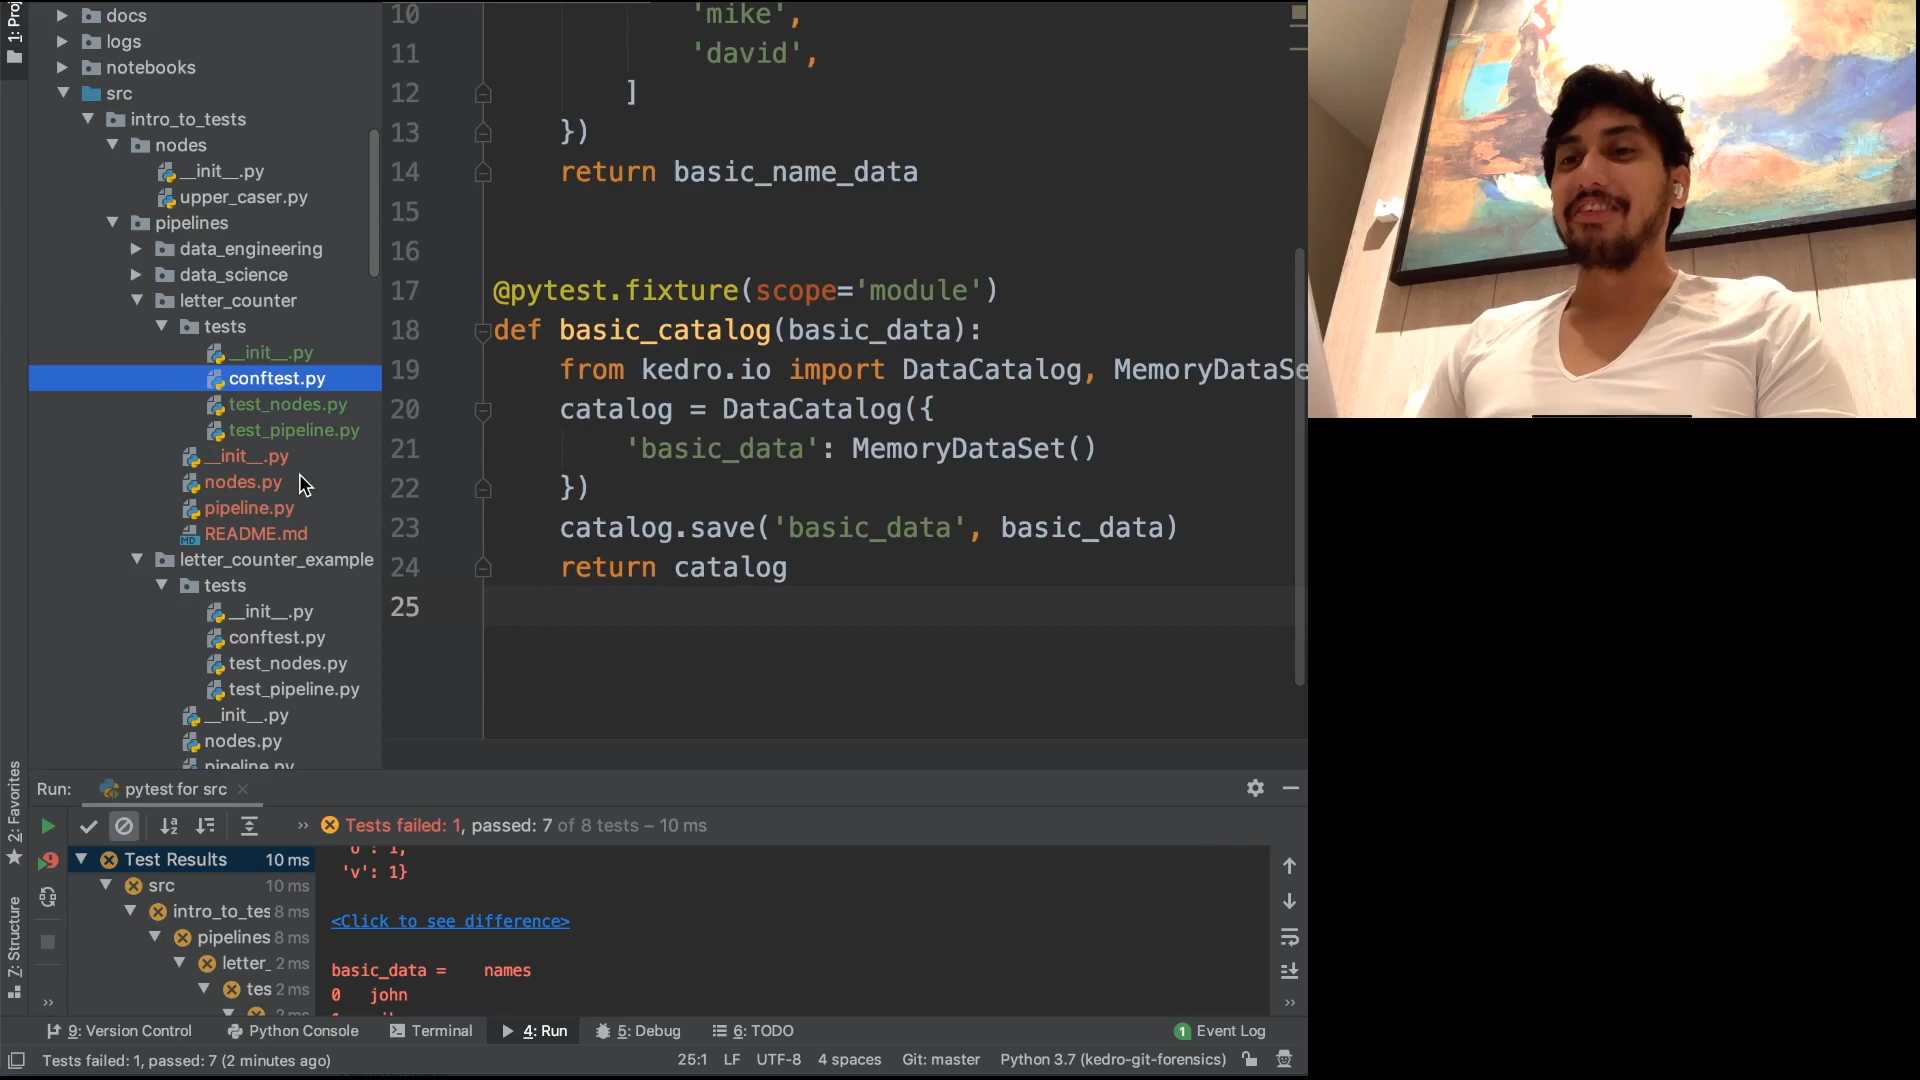 1: Proj
docs
logs
notebooks
src
intro_to_tests
nodes
__init__.py
upper_caser.py
pipelines
data_engineering
data_science
letter_counter
tests
__init__.py
conftest.py
test_nodes.py
test_pipeline.py
__init__.py
nodes.py
pipeline.py
README.md
letter_counter_example
tests
__init__.py
conftest.py
test_nodes.py
test_pipeline.py
__init__.py
nodes.py
pipeline.py
10 'mike',
11 'david',
12 ]
13 })
14 return basic_name_data
15
16
17 @pytest.fixture(scope='module')
18 def basic_catalog(basic_data):
19 from kedro.io import DataCatalog, MemoryDataSe
20 catalog = DataCatalog({
21 'basic_data': MemoryDataSet()
22 })
23 catalog.save('basic_data', basic_data)
24 return catalog
25
2: Favorites
7: Structure
Run: pytest for src
Tests failed: 1, passed: 7 of 8 tests – 10 ms
Test Results 10 ms
src 10 ms
intro_to_tes 8 ms
pipelines 8 ms
letter_ 2 ms
tes 2 ms
2 ms
'v': 1}
<Click to see difference>
basic_data = names
0 john
9: Version Control
Python Console
Terminal
4: Run
5: Debug
6: TODO
1 Event Log
Tests failed: 1, passed: 7 (2 minutes ago)
25:1 LF UTF-8 4 spaces Git: master Python 3.7 (kedro-git-forensics)